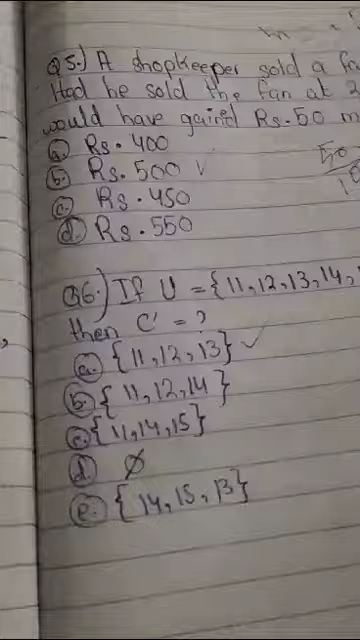 Q5.) A shopkeeper sold a
Had he sold the fan at 2
would have gained Rs.50
a. Rs.400
b. Rs.500 ✓
c. Rs.450
d. Rs.550
Q6.) If U = {11,12,13,14,
then C' = ?
a. {11,12,13} ✓
b. {11,12,14}
c. {11,14,15}
d. ∅
e. {14,15,13}